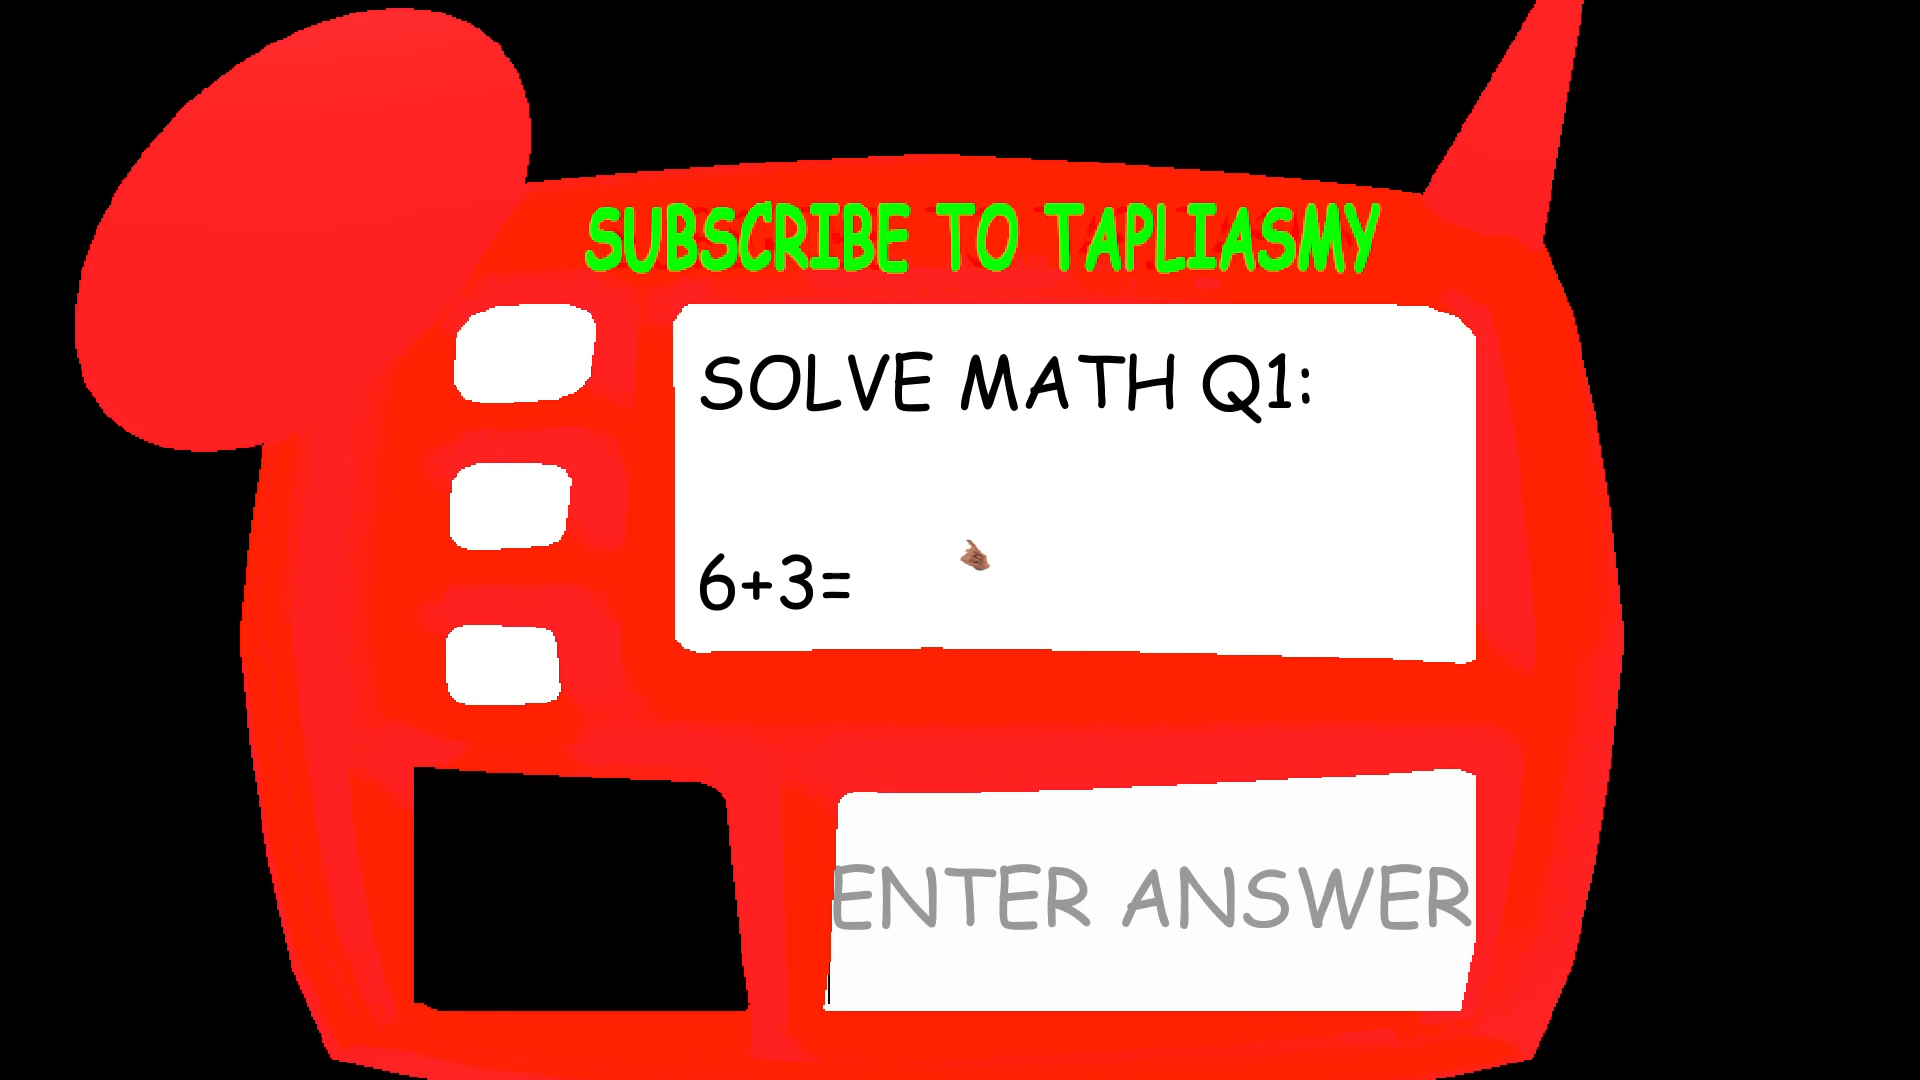 SUBSCRIBE TO TAPLIASMY
SOLVE MATH Q1:
6+3=
ENTER ANSWER